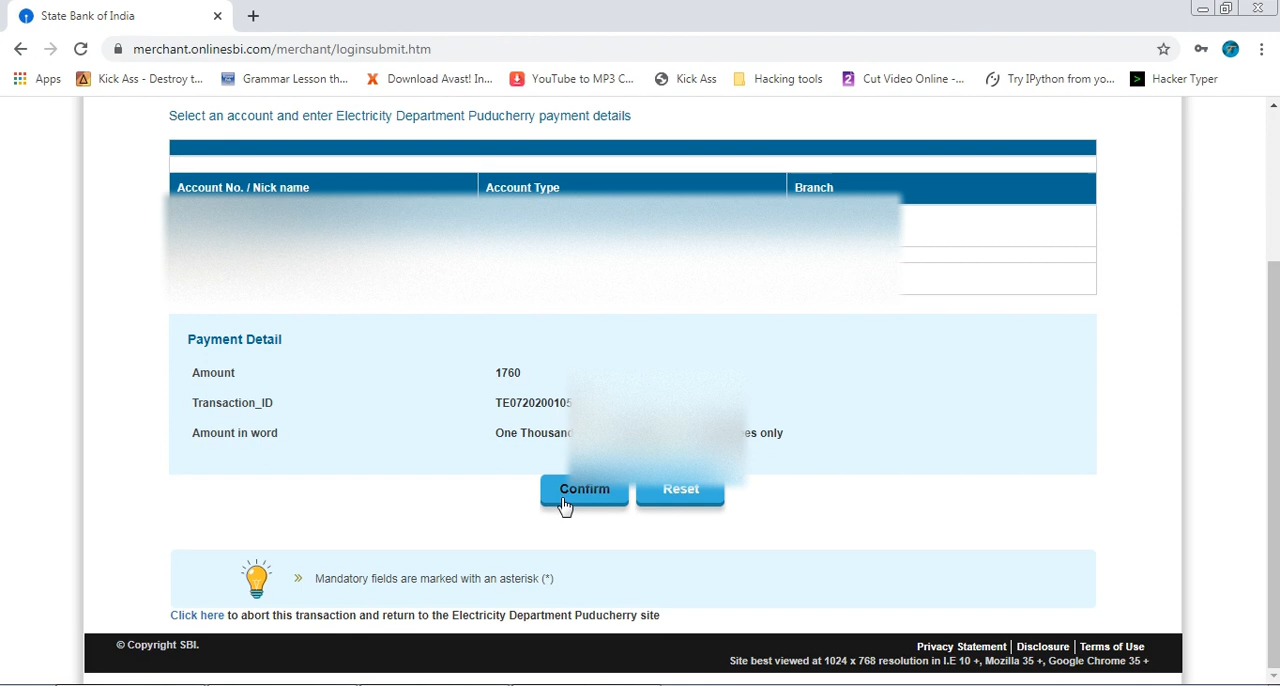 State Bank of India
merchant.onlinesbi.com/merchant/loginsubmit.htm
Apps Kick Ass - Destroy t... Grammar Lesson th... Download Avast! In... YouTube to MP3 C... Kick Ass Hacking tools Cut Video Online -... Try IPython from yo... Hacker Typer
Select an account and enter Electricity Department Puducherry payment details
Account No. / Nick name Account Type Branch
Payment Detail
Amount 1760
Transaction_ID TE0720200105
Amount in word One Thousand only
Confirm Reset
» Mandatory fields are marked with an asterisk (*)
Click here to abort this transaction and return to the Electricity Department Puducherry site
© Copyright SBI. Privacy Statement | Disclosure | Terms of Use
Site best viewed at 1024 x 768 resolution in I.E 10 +, Mozilla 35 +, Google Chrome 35 +